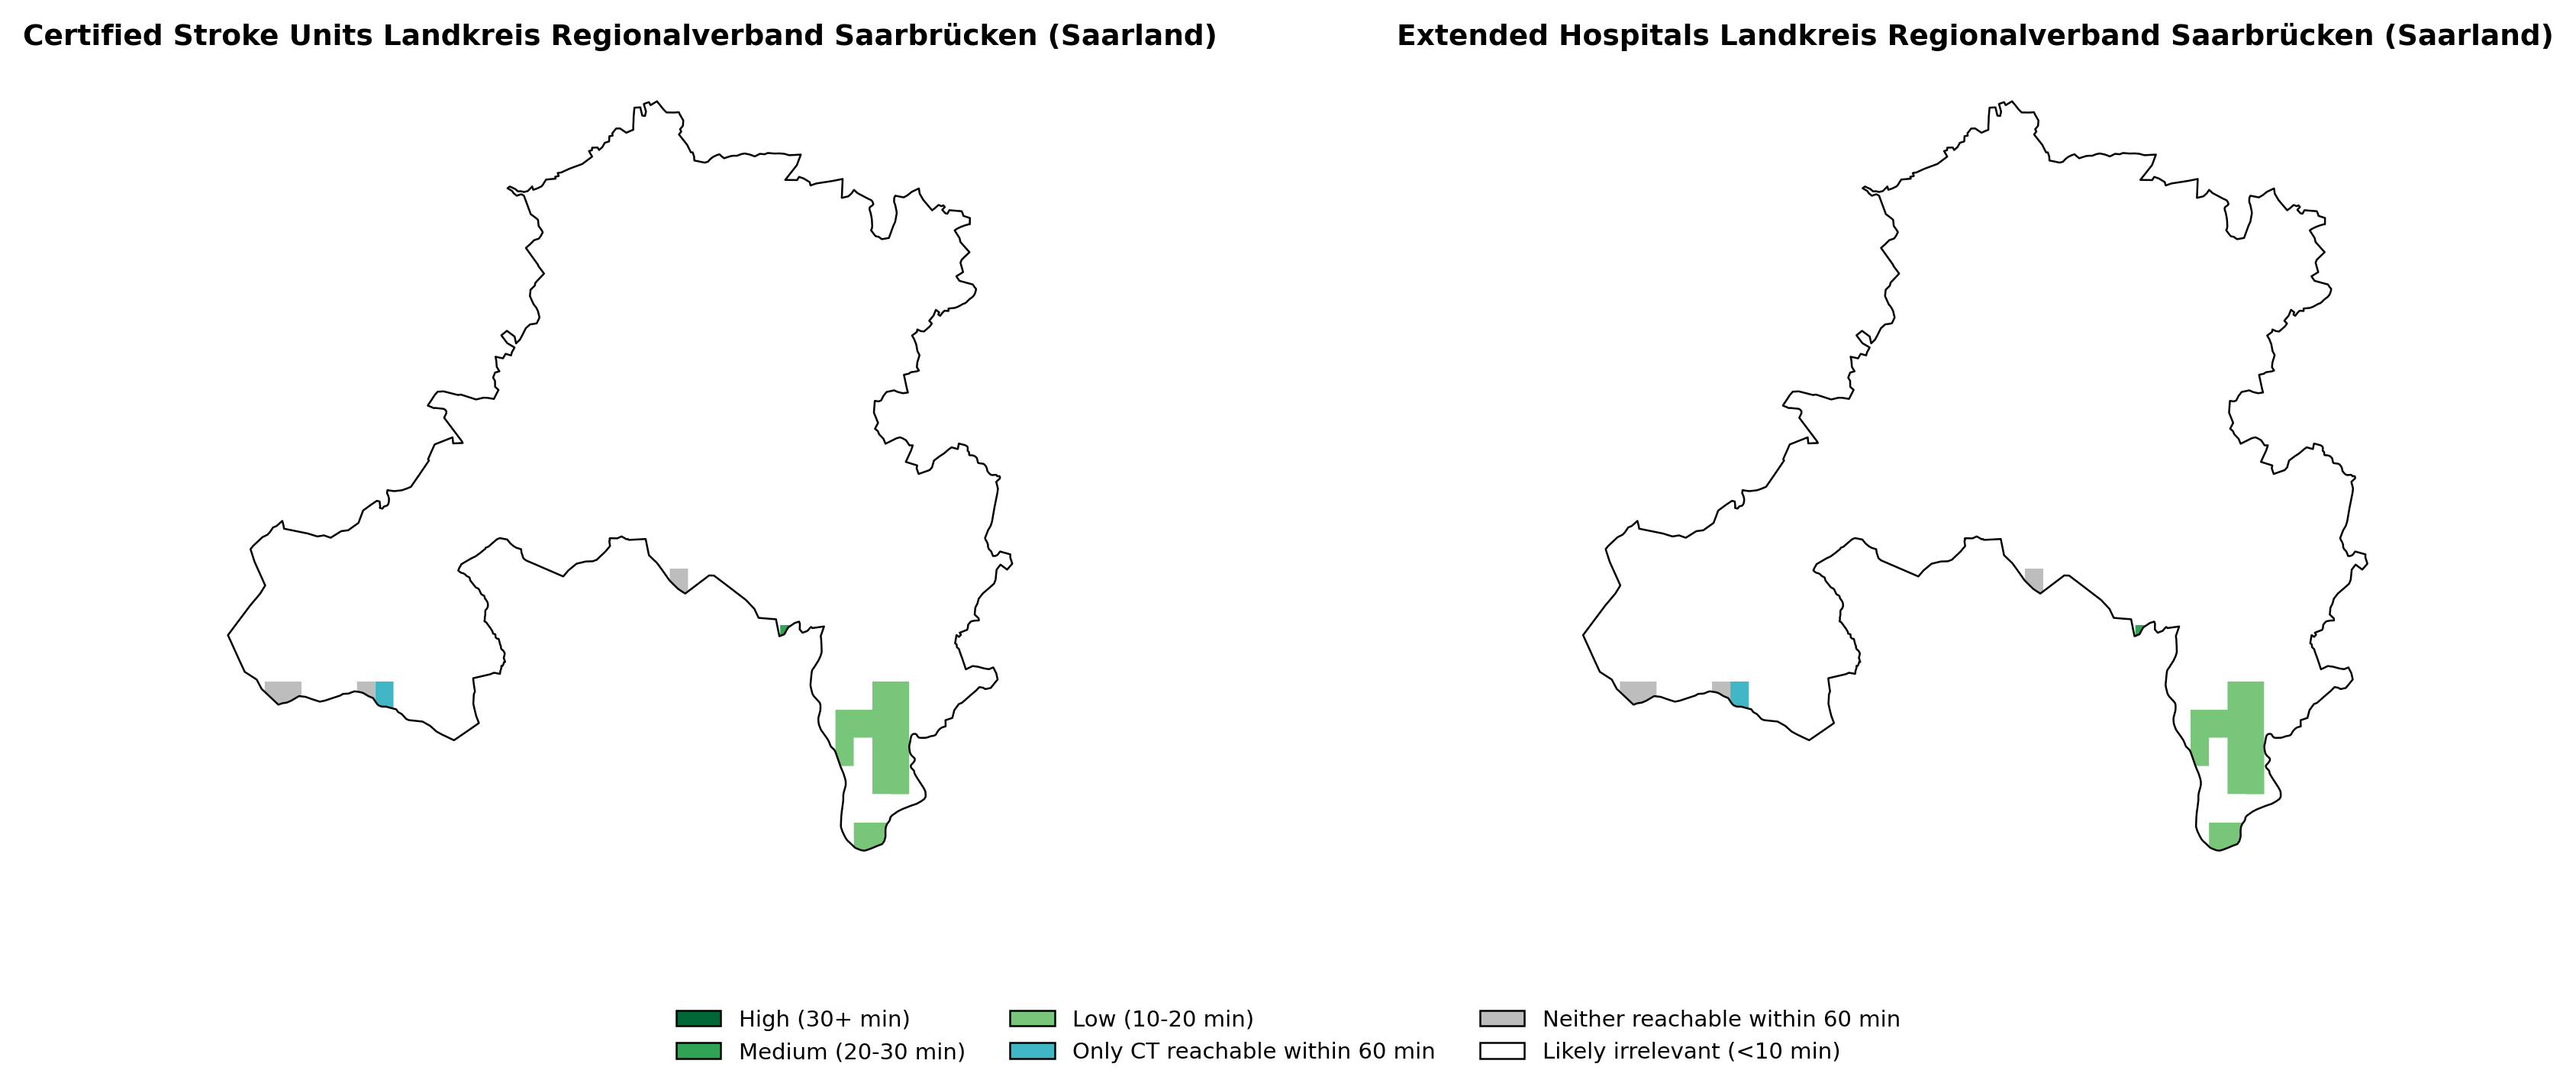 Certified Stroke Units Landkreis Regionalverband Saarbrücken (Saarland)
Extended Hospitals Landkreis Regionalverband Saarbrücken (Saarland)
High (30+ min)
Medium (20-30 min)
Low (10-20 min)
Only CT reachable within 60 min
Neither reachable within 60 min
Likely irrelevant (<10 min)